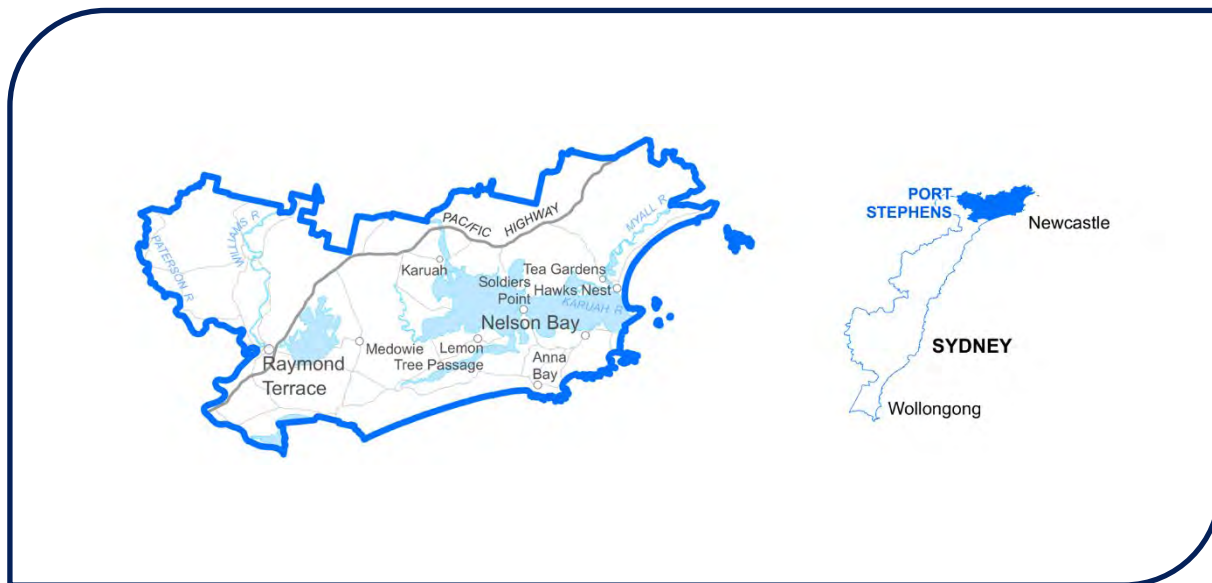 PACIFIC HIGHWAY
MYALL R
WILLIAMS R
PATERSON R
Karuah
Tea Gardens
Soldiers
Point
Hawks Nest
KARUAH R
Nelson Bay
Medowie
Lemon
Tree Passage
Anna
Bay
Raymond
Terrace
PORT
STEPHENS
Newcastle
SYDNEY
Wollongong